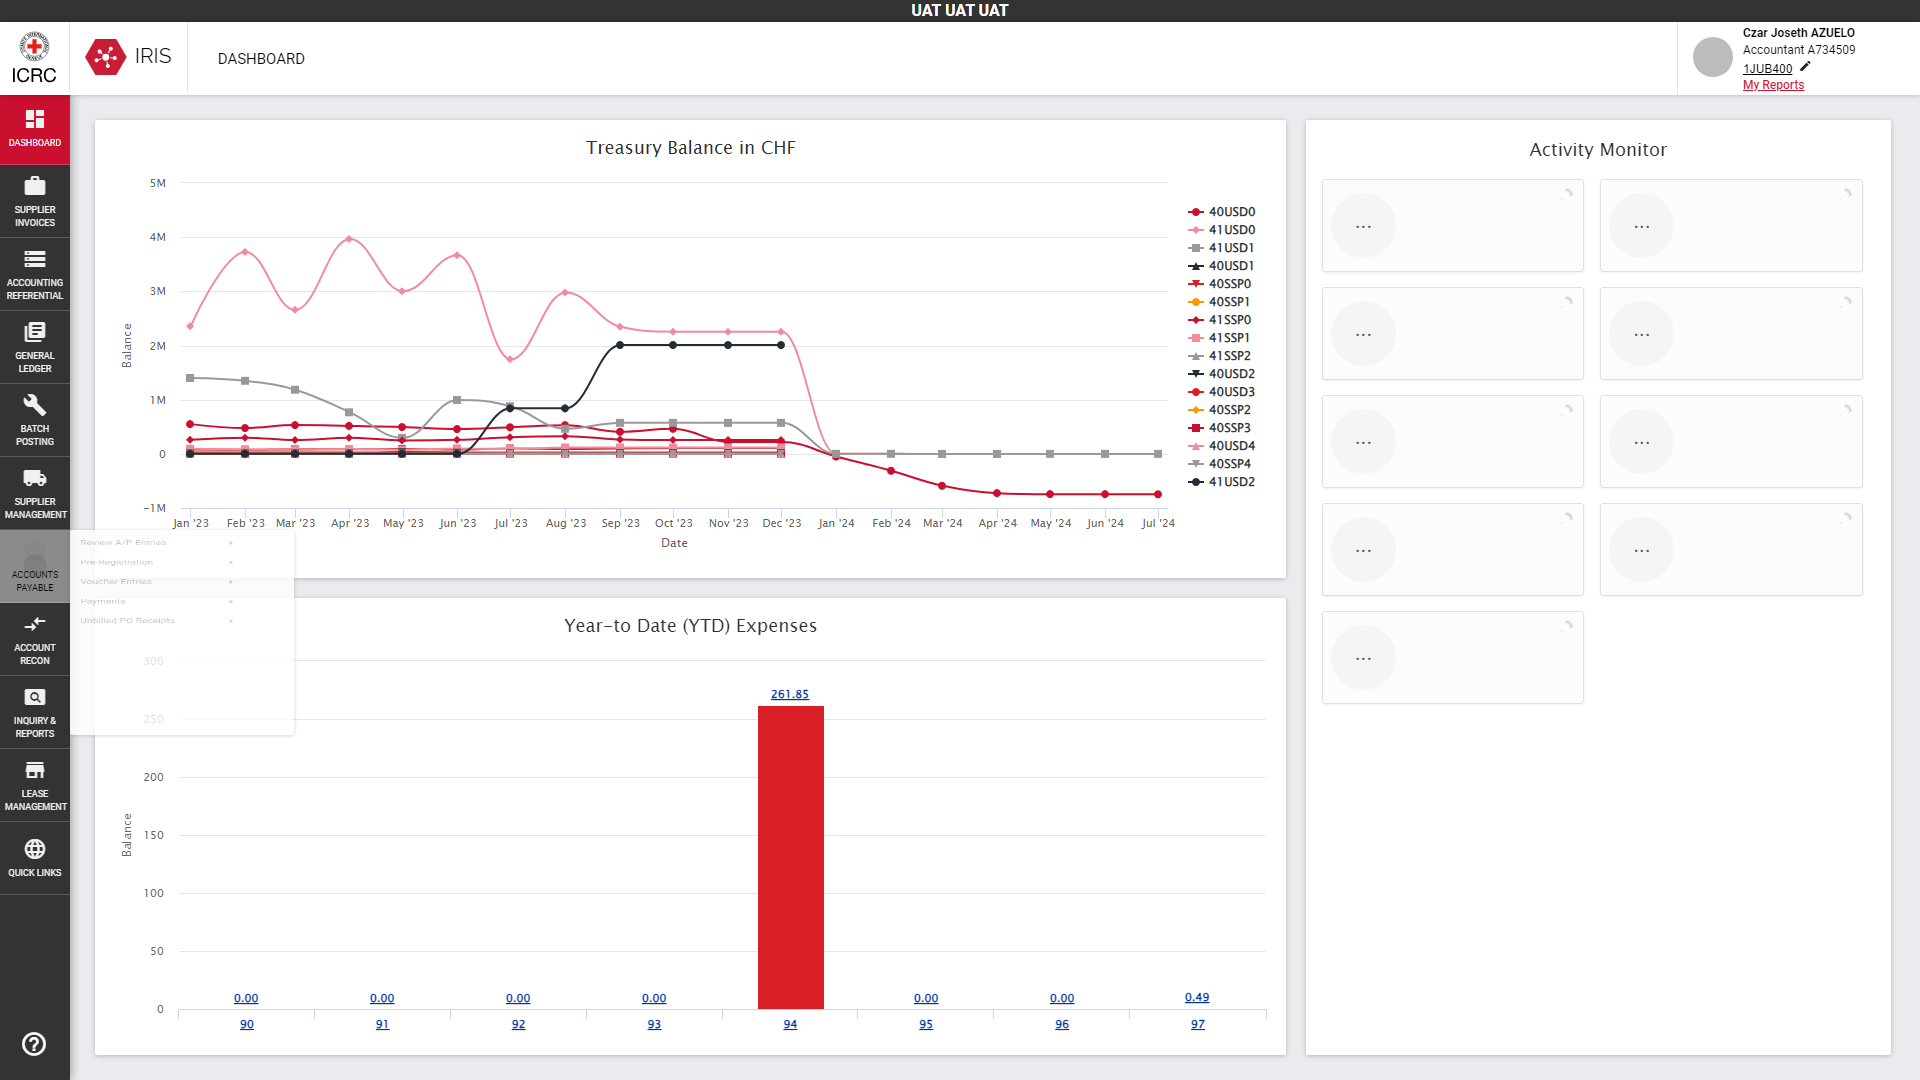 UAT UAT UAT
ICRC
IRIS
DASHBOARD
Czar Joseth AZUELO
Accountant A734509
1JUB400
My Reports
DASHBOARD
SUPPLIER
INVOICES
ACCOUNTING
REFERENTIAL
GENERAL
LEDGER
BATCH
POSTING
SUPPLIER
MANAGEMENT
ACCOUNTS
PAYABLE
ACCOUNT
RECON
INQUIRY &
REPORTS
LEASE
MANAGEMENT
QUICK LINKS
Review A/P Entries
Pre-Registration
Voucher Entries
Payments
Unbilled PO Receipts
Treasury Balance in CHF
5M
4M
3M
2M
1M
0
-1M
Balance
Jan '23
Feb '23
Mar '23
Apr '23
May '23
Jun '23
Jul '23
Aug '23
Sep '23
Oct '23
Nov '23
Dec '23
Jan '24
Feb '24
Mar '24
Apr '24
May '24
Jun '24
Jul '24
Date
40USD0
41USD0
41USD1
40USD1
40SSP0
40SSP1
41SSP0
41SSP1
41SSP2
40USD2
40USD3
40SSP2
40SSP3
40USD4
40SSP4
41USD2
Year-to Date (YTD) Expenses
300
250
200
150
100
50
0
Balance
0.00
0.00
0.00
0.00
261.85
0.00
0.00
0.49
90
91
92
93
94
95
96
97
Activity Monitor
...
...
...
...
...
...
...
...
...